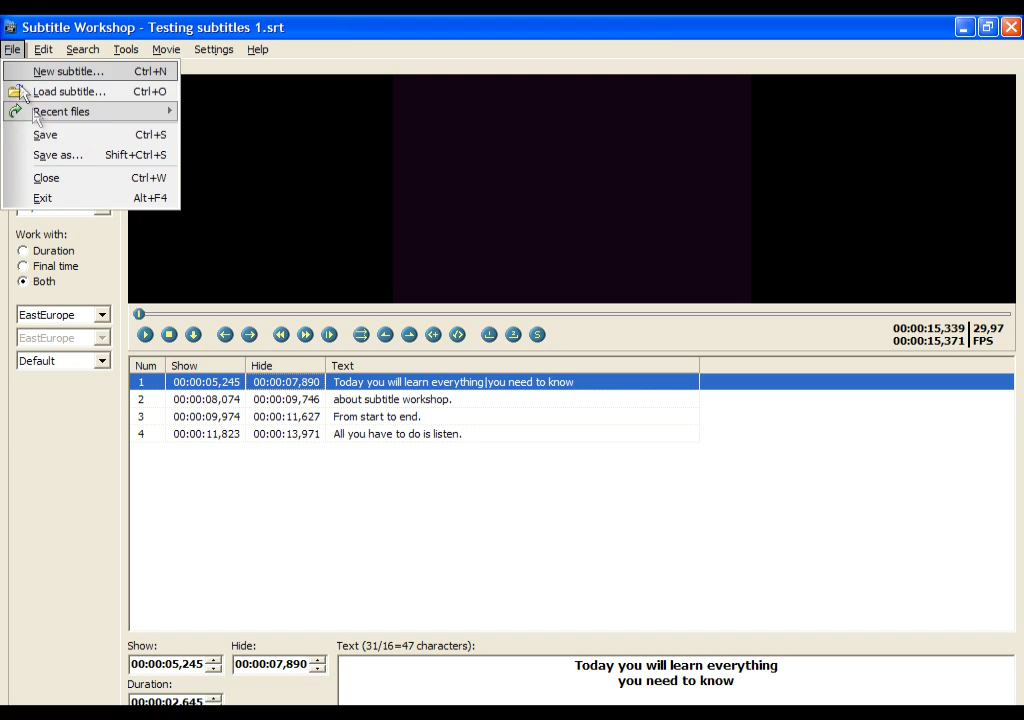 Subtitle Workshop - Testing subtitles 1.srt
File Edit Search Tools Movie Settings Help
New subtitle... Ctrl+N
Load subtitle... Ctrl+O
Recent files
Save Ctrl+S
Save as... Shift+Ctrl+S
Close Ctrl+W
Exit Alt+F4
Work with:
Duration
Final time
Both
EastEurope
EastEurope
Default
00:00:15,339 29,97
00:00:15,371 FPS
Num Show Hide Text
1 00:00:05,245 00:00:07,890 Today you will learn everything|you need to know
2 00:00:08,074 00:00:09,746 about subtitle workshop.
3 00:00:09,974 00:00:11,627 From start to end.
4 00:00:11,823 00:00:13,971 All you have to do is listen.
Show: Hide: Text (31/16=47 characters):
00:00:05,245 00:00:07,890 Today you will learn everything
you need to know
Duration:
00:00:02,645